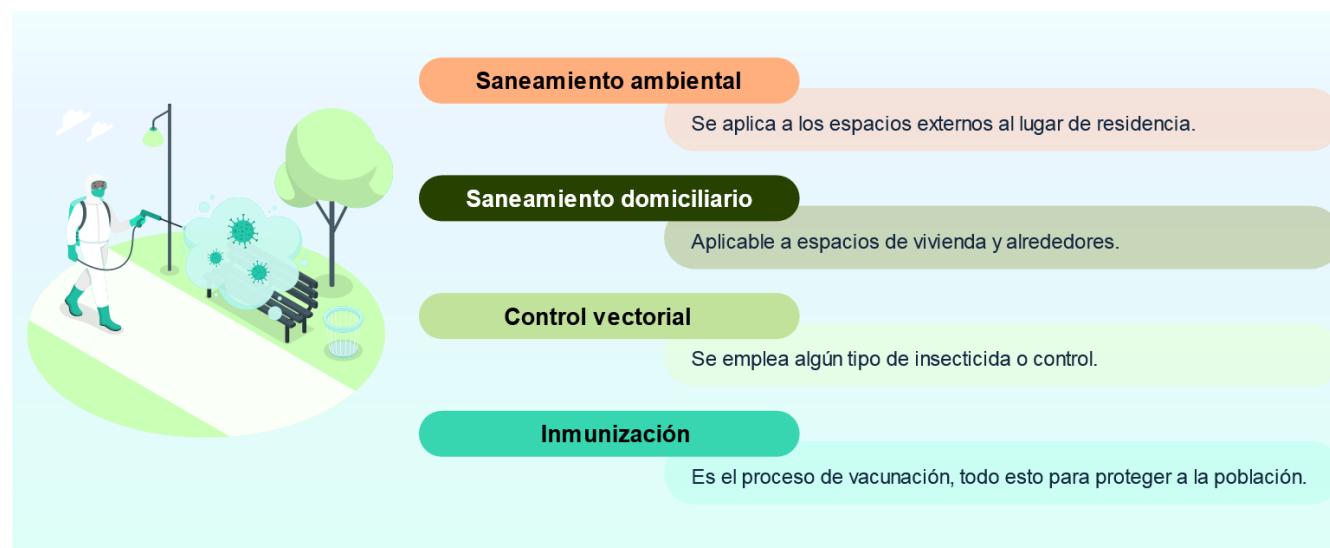 Saneamiento ambiental
Se aplica a los espacios externos al lugar de residencia.
Saneamiento domiciliario
Aplicable a espacios de vivienda y alrededores.
Control vectorial
Se emplea algún tipo de insecticida o control.
Inmunización
Es el proceso de vacunación, todo esto para proteger a la población.